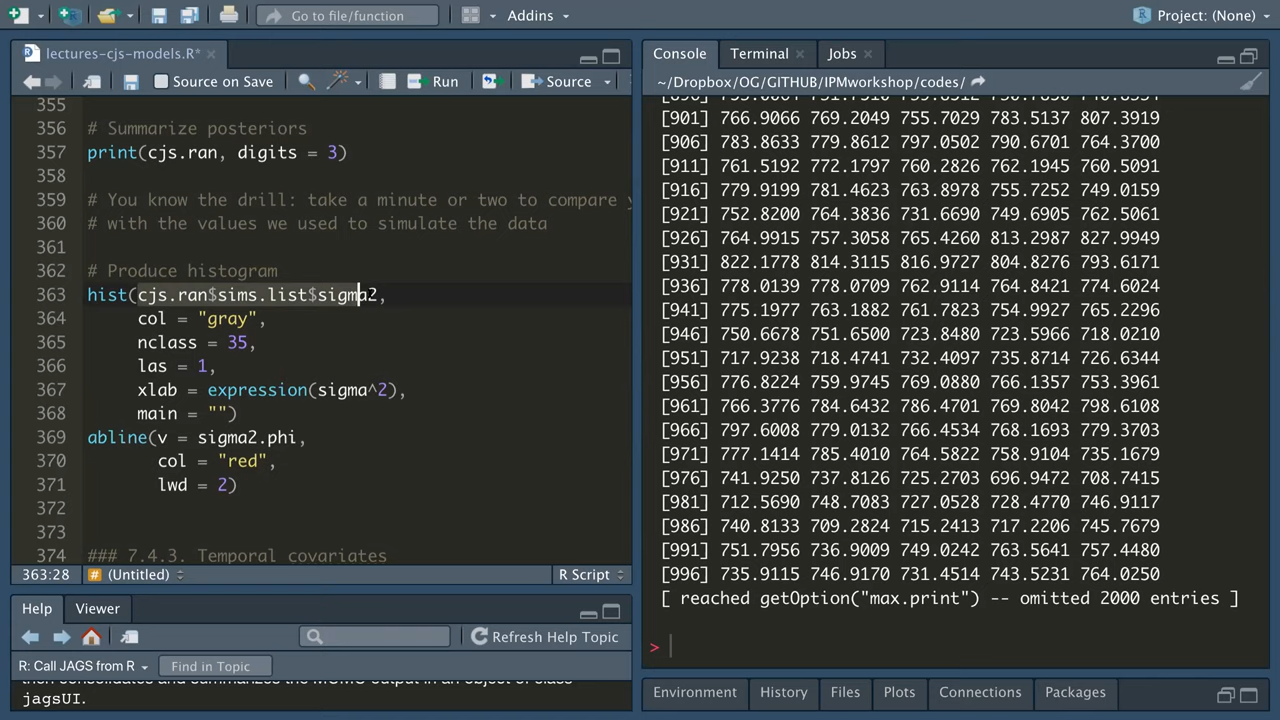 Go to file/function
Addins
Project: (None)
lectures-cjs-models.R*
Source on Save
Run
Source
355
356 # Summarize posteriors
357 print(cjs.ran, digits = 3)
358
359 # You know the drill: take a minute or two to compare
360 # with the values we used to simulate the data
361
362 # Produce histogram
363 hist(cjs.ran$sims.list$sigma2,
364 col = "gray",
365 nclass = 35,
366 las = 1,
367 xlab = expression(sigma^2),
368 main = "")
369 abline(v = sigma2.phi,
370 col = "red",
371 lwd = 2)
372
373
374 ### 7.4.3. Temporal covariates
363:28 # (Untitled) R Script
Help Viewer
Refresh Help Topic
R: Call JAGS from R Find in Topic
jagsUI.
Console Terminal Jobs
~/Dropbox/OG/GITHUB/IPMworkshop/codes/
[901] 766.9066 769.2049 755.7029 783.5137 807.3919
[906] 783.8633 779.8612 797.0502 790.6701 764.3700
[911] 761.5192 772.1797 760.2826 762.1945 760.5091
[916] 779.9199 781.4623 763.8978 755.7252 749.0159
[921] 752.8200 764.3836 731.6690 749.6905 762.5061
[926] 764.9915 757.3058 765.4260 813.2987 827.9949
[931] 822.1778 814.3115 816.9727 804.8276 793.6171
[936] 778.0139 778.0709 762.9114 764.8214 774.6024
[941] 775.1977 763.1882 761.7823 754.9927 765.2296
[946] 750.6678 751.6500 723.8480 723.5966 718.0210
[951] 717.9238 718.4741 732.4097 735.8714 726.6344
[956] 776.8224 759.9745 769.0880 766.1357 753.3961
[961] 766.3776 784.6432 786.4701 769.8042 798.6108
[966] 797.6008 779.0132 766.4534 768.1693 779.3703
[971] 777.1414 785.4010 764.5822 758.9104 735.1679
[976] 741.9250 737.8126 725.2703 696.9472 708.7415
[981] 712.5690 748.7083 727.0528 728.4770 746.9117
[986] 740.8133 709.2824 715.2413 717.2206 745.7679
[991] 751.7956 736.9009 749.0242 763.5641 757.4480
[996] 735.9115 746.9170 731.4514 743.5231 764.0250
[ reached getOption("max.print") -- omitted 2000 entries ]
>
Environment History Files Plots Connections Packages